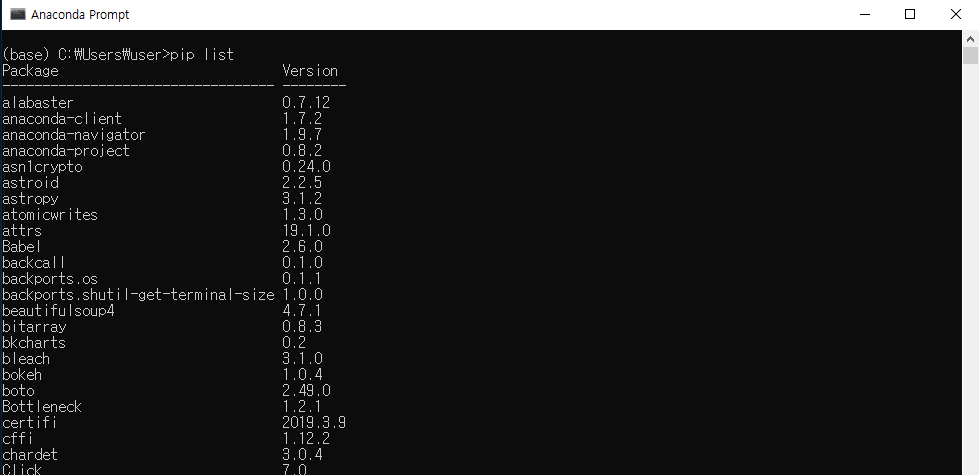 Anaconda Prompt
(base) C:₩Users₩user>pip list
Package Version
---------------------------------- --------
alabaster 0.7.12
anaconda-client 1.7.2
anaconda-navigator 1.9.7
anaconda-project 0.8.2
asn1crypto 0.24.0
astroid 2.2.5
astropy 3.1.2
atomicwrites 1.3.0
attrs 19.1.0
Babel 2.6.0
backcall 0.1.0
backports.os 0.1.1
backports.shutil-get-terminal-size 1.0.0
beautifulsoup4 4.7.1
bitarray 0.8.3
bkcharts 0.2
bleach 3.1.0
bokeh 1.0.4
boto 2.49.0
Bottleneck 1.2.1
certifi 2019.3.9
cffi 1.12.2
chardet 3.0.4
Click 7.0